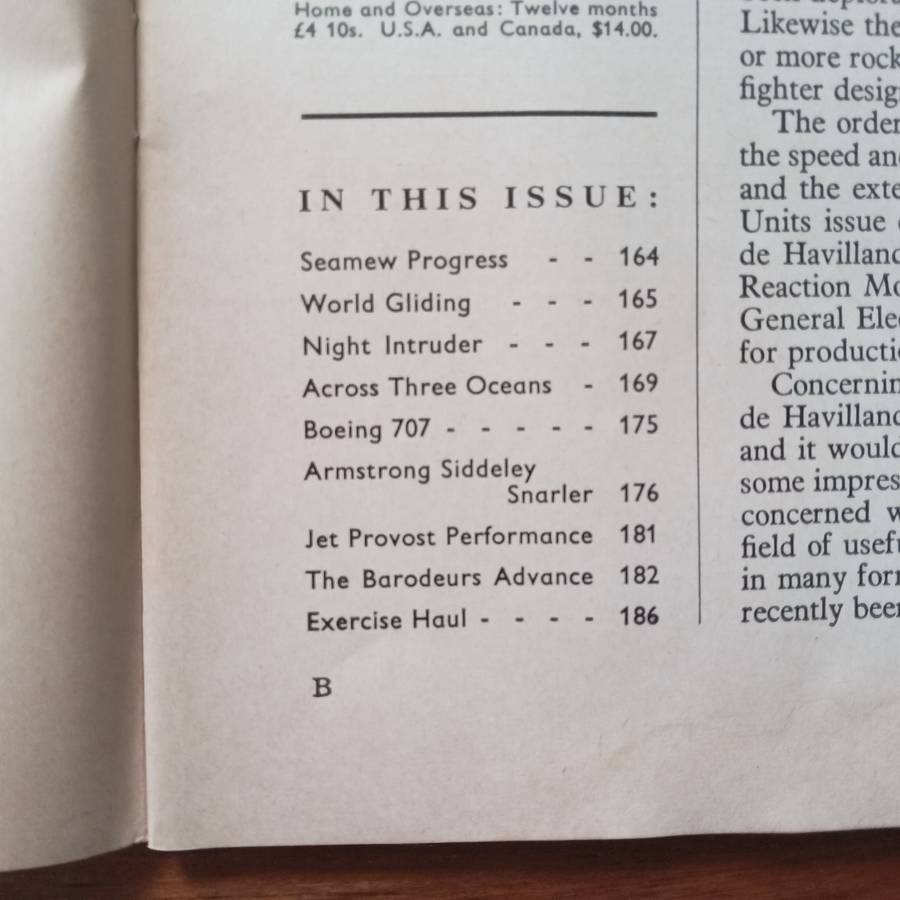 Home and Overseas: Twelve months
£4 10s. U.S.A. and Canada, $14.00.
IN THIS ISSUE:
Seamew Progress - - 164
World Gliding - - - 165
Night Intruder - - - 167
Across Three Oceans - 169
Boeing 707 - - - - - 175
Armstrong Siddeley
Snarler 176
Jet Provost Performance 181
The Barodeurs Advance 182
Exercise Haul - - - - 186
B
Likewise the
or more rock
fighter desig
The order
the speed an
and the exte
Units issue
de Havilland
Reaction Mo
General Ele
for producti
Concernin
de Havilland
and it would
some impres
concerned w
field of usefu
in many for
recently bee